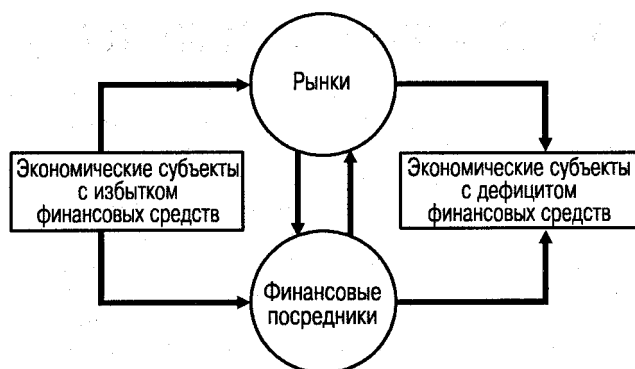 Рынки
Экономические субъекты
с избытком
финансовых средств
Экономические субъекты
с дефицитом
финансовых средств
Финансовые
посредники